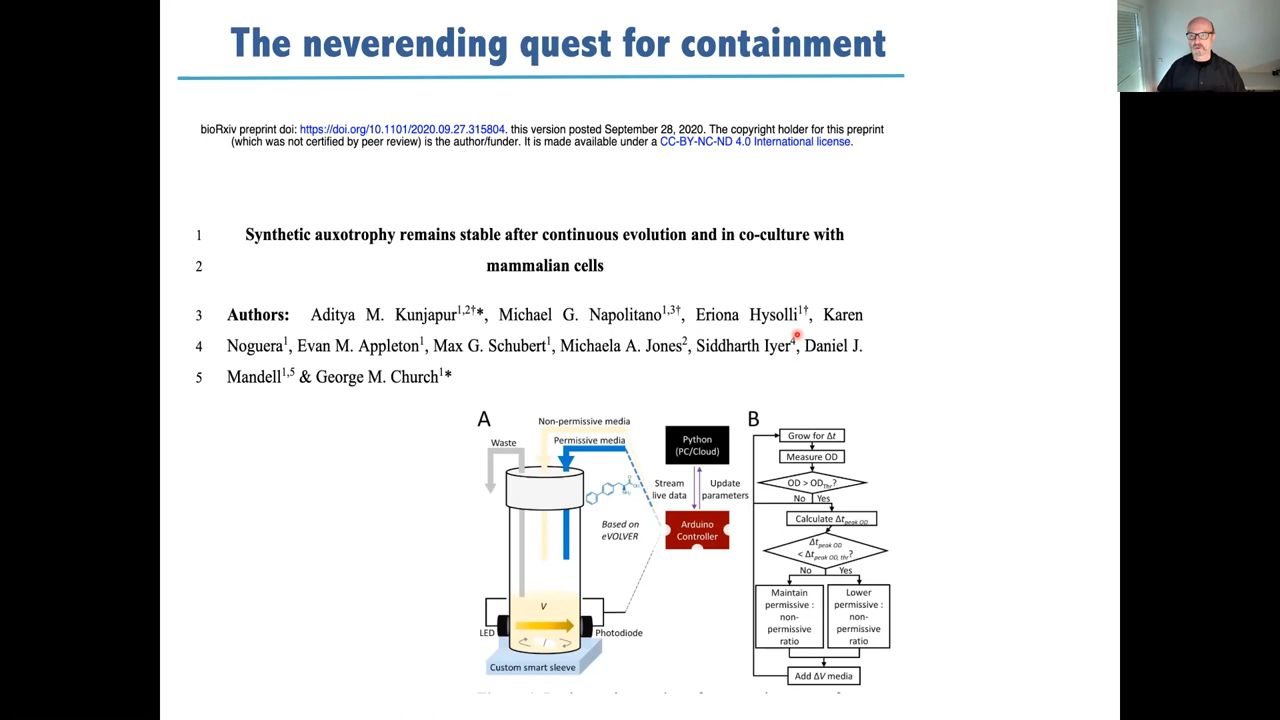 The neverending quest for containment
bioRxiv preprint doi: https://doi.org/10.1101/2020.09.27.315804. this version posted September 28, 2020. The copyright holder for this preprint
(which was not certified by peer review) is the author/funder. It is made available under a CC-BY-NC-ND 4.0 International license.
1 Synthetic auxotrophy remains stable after continuous evolution and in co-culture with
2 mammalian cells
3 Authors: Aditya M. Kunjapur1,2†*, Michael G. Napolitano1,3†, Eriona Hysolli1†, Karen
4 Noguera1, Evan M. Appleton1, Max G. Schubert1, Michaela A. Jones2, Siddharth Iyer4, Daniel J.
5 Mandell1,5 & George M. Church1*
A
Non-permissive media
Permissive media
Waste
Python
(PC/Cloud)
Stream
live data
Update
parameters
Based on
eVOLVER
Arduino
Controller
V
LED
Photodiode
Custom smart sleeve
B
Grow for Δt
Measure OD
OD > ODThr?
No Yes
Calculate Δtpeak OD
Δtpeak OD
< Δtpeak OD, thr?
No Yes
Maintain
permissive :
non-
permissive
ratio
Lower
permissive :
non-
permissive
ratio
Add ΔV media